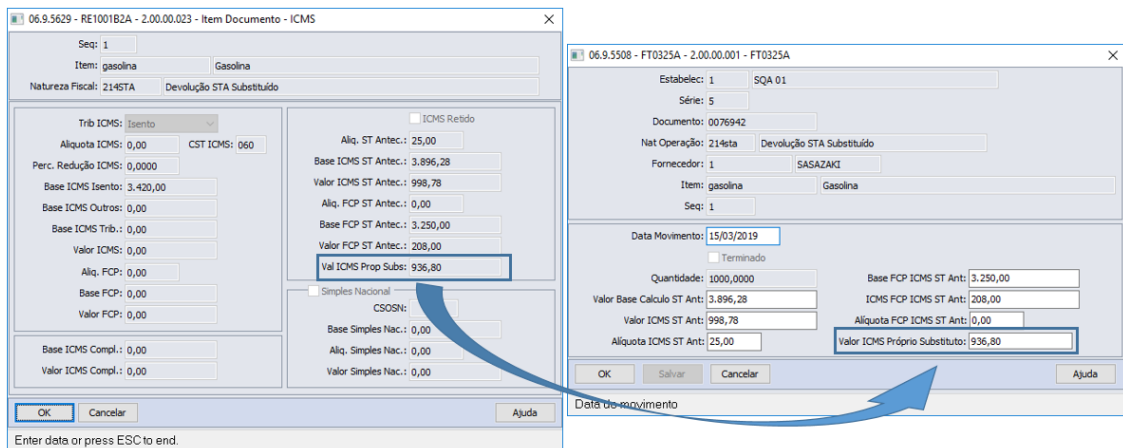 06.9.5629 - RE1001B2A - 2.00.00.023 - Item Documento - ICMS
Seq: 1
Item: gasolina Gasolina
Natureza Fiscal: 214STA Devolução STA Substituído
Trib ICMS: Isento
Aliquota ICMS: 0,00 CST ICMS: 060
Perc. Redução ICMS: 0,0000
Base ICMS Isento: 3.420,00
Base ICMS Outros: 0,00
Base ICMS Trib.: 0,00
Valor ICMS: 0,00
Aliq. FCP: 0,00
Base FCP: 0,00
Valor FCP: 0,00
Base ICMS Compl.: 0,00
Valor ICMS Compl.: 0,00
ICMS Retido
Aliq. ST Antec.: 25,00
Base ICMS ST Antec.: 3.896,28
Valor ICMS ST Antec.: 998,78
Aliq. FCP ST Antec.: 0,00
Base FCP ST Antec.: 3.250,00
Valor FCP ST Antec.: 208,00
Val ICMS Prop Subs: 936,80
Simples Nacional
CSOSN:
Base Simples Nac.: 0,00
Aliq. Simples Nac.: 0,00
Valor Simples Nac.: 0,00
OK Cancelar Ajuda
Enter data or press ESC to end.
06.9.5508 - FT0325A - 2.00.00.001 - FT0325A
Estabelec: 1 SQA 01
Série: 5
Documento: 0076942
Nat Operação: 214sta Devolução STA Substituído
Fornecedor: 1 SASAZAKI
Item: gasolina Gasolina
Seq: 1
Data Movimento: 15/03/2019
Terminado
Quantidade: 1000,0000
Valor Base Calculo ST Ant: 3.896,28
Valor ICMS ST Ant: 998,78
Alíquota ICMS ST Ant: 25,00
Base FCP ICMS ST Ant: 3.250,00
ICMS FCP ICMS ST Ant: 208,00
Alíquota FCP ICMS ST Ant: 0,00
Valor ICMS Próprio Substituto: 936,80
OK Salvar Cancelar Ajuda
Data do movimento